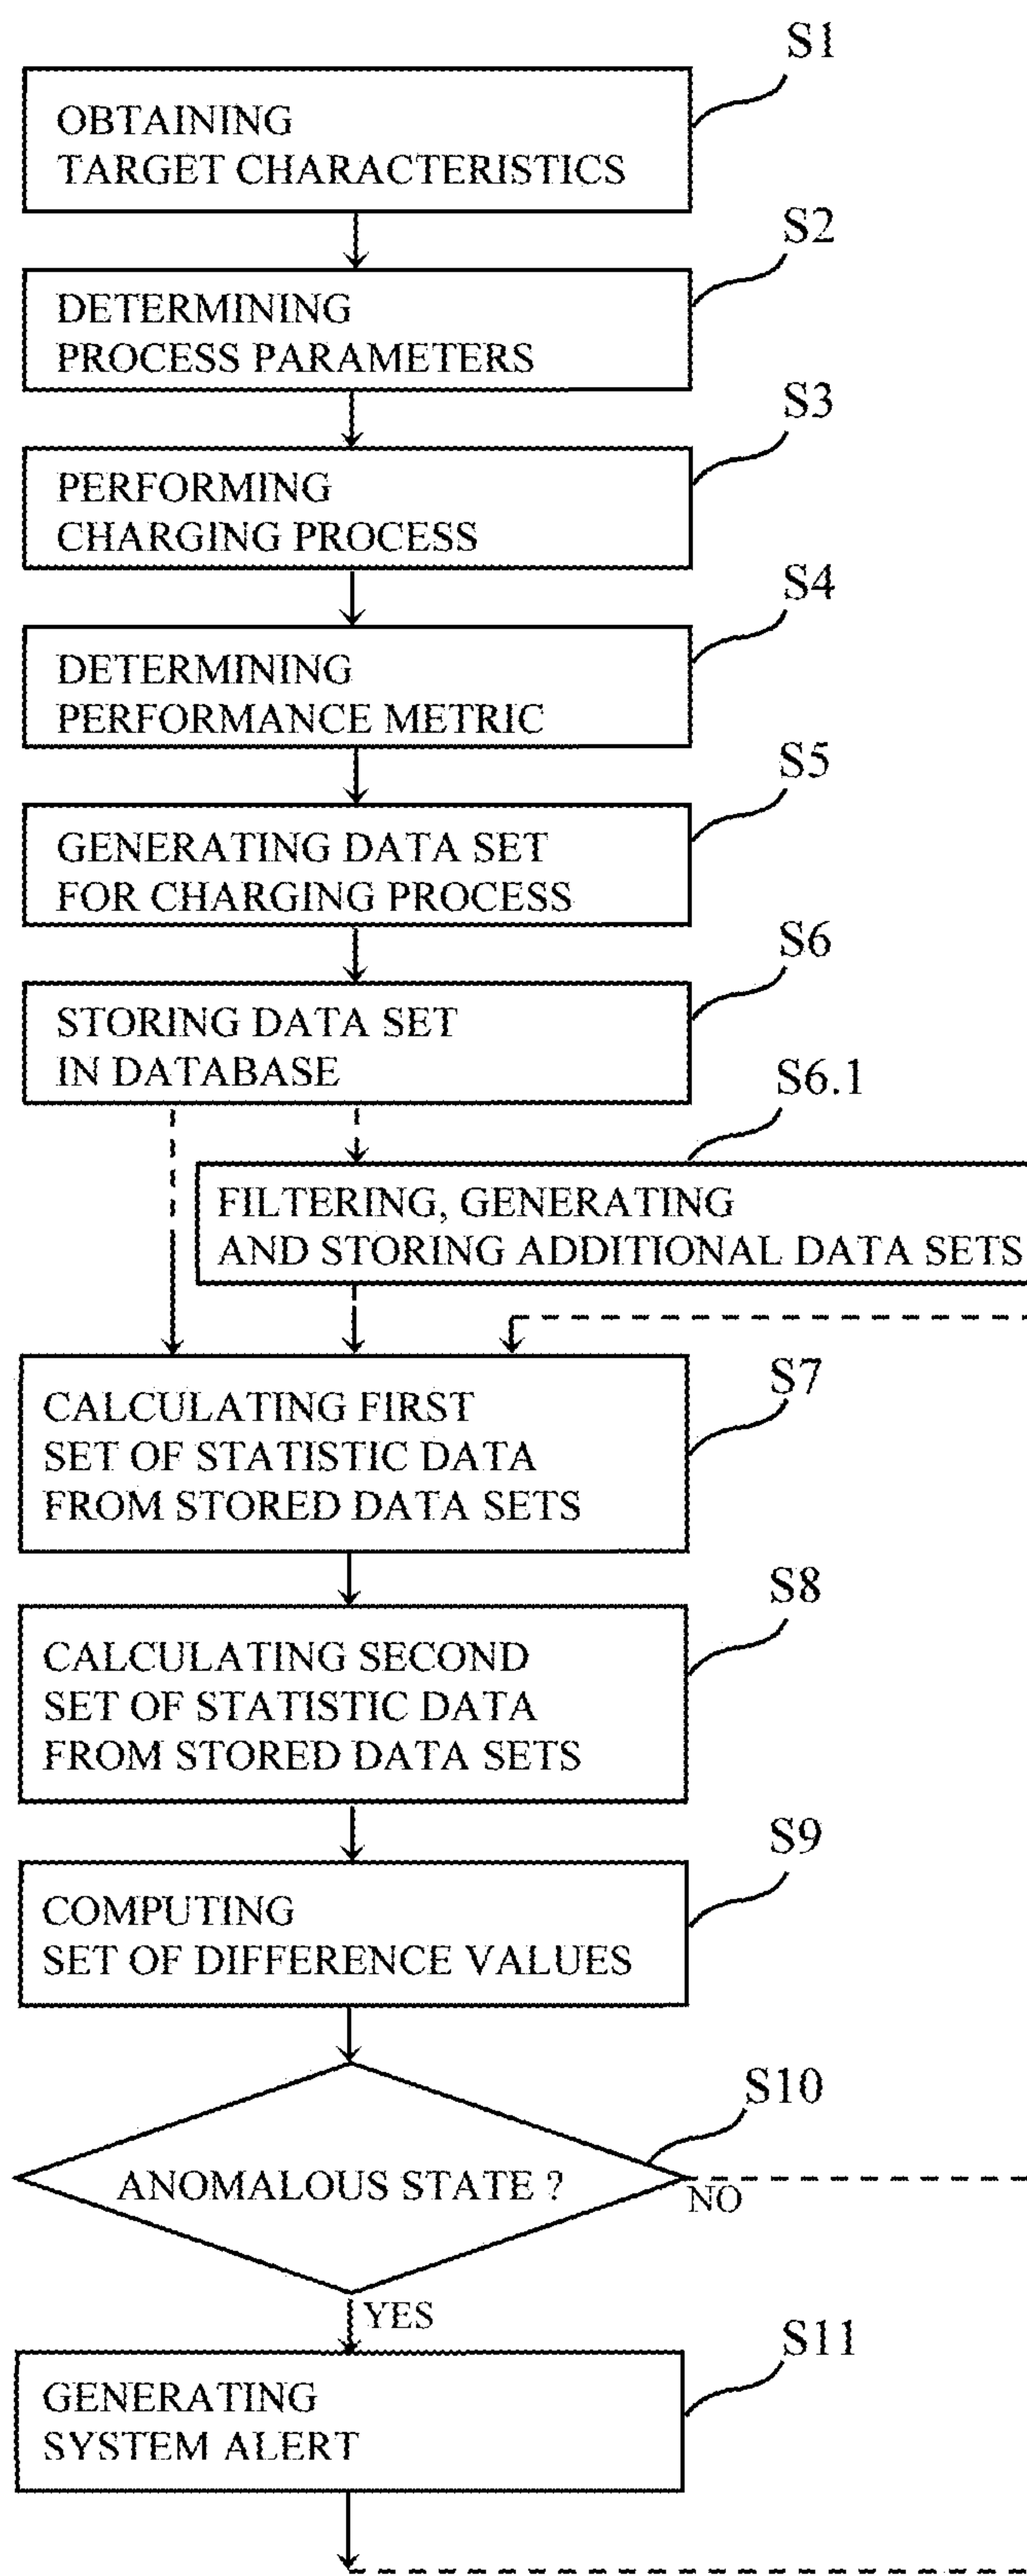 S1
OBTAINING
TARGET CHARACTERISTICS
S2
DETERMINING
PROCESS PARAMETERS
S3
PERFORMING
CHARGING PROCESS
S4
DETERMINING
PERFORMANCE METRIC
S5
GENERATING DATA SET
FOR CHARGING PROCESS
S6
STORING DATA SET
IN DATABASE
S6.1
FILTERING, GENERATING
AND STORING ADDITIONAL DATA SETS
S7
CALCULATING FIRST
SET OF STATISTIC DATA
FROM STORED DATA SETS
S8
CALCULATING SECOND
SET OF STATISTIC DATA
FROM STORED DATA SETS
S9
COMPUTING
SET OF DIFFERENCE VALUES
S10
ANOMALOUS STATE ?
NO
YES
S11
GENERATING
SYSTEM ALERT